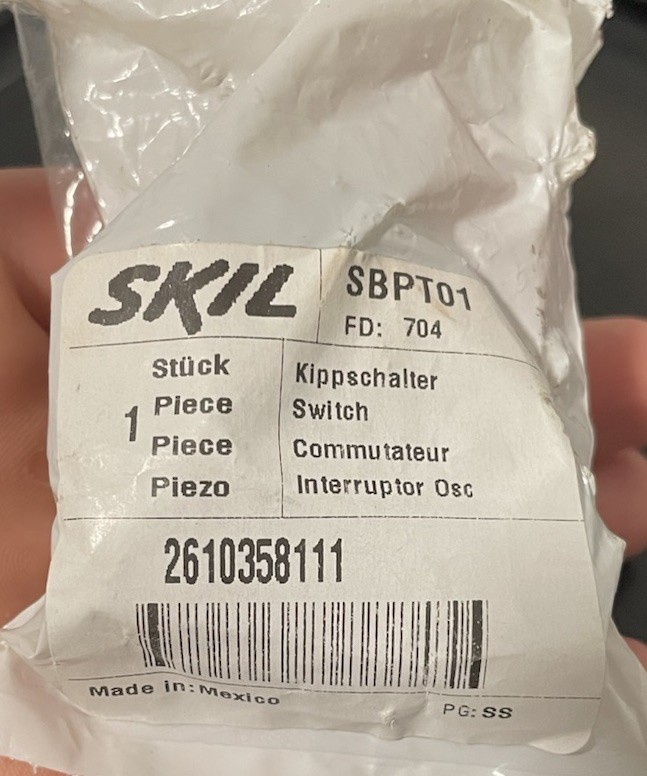 SKIL
SBPT01
FD: 704
1
Stück
Piece
Piece
Piezo
Kippschalter
Switch
Commutateur
Interruptor Osc
2610358111
Made in: Mexico
PG: SS